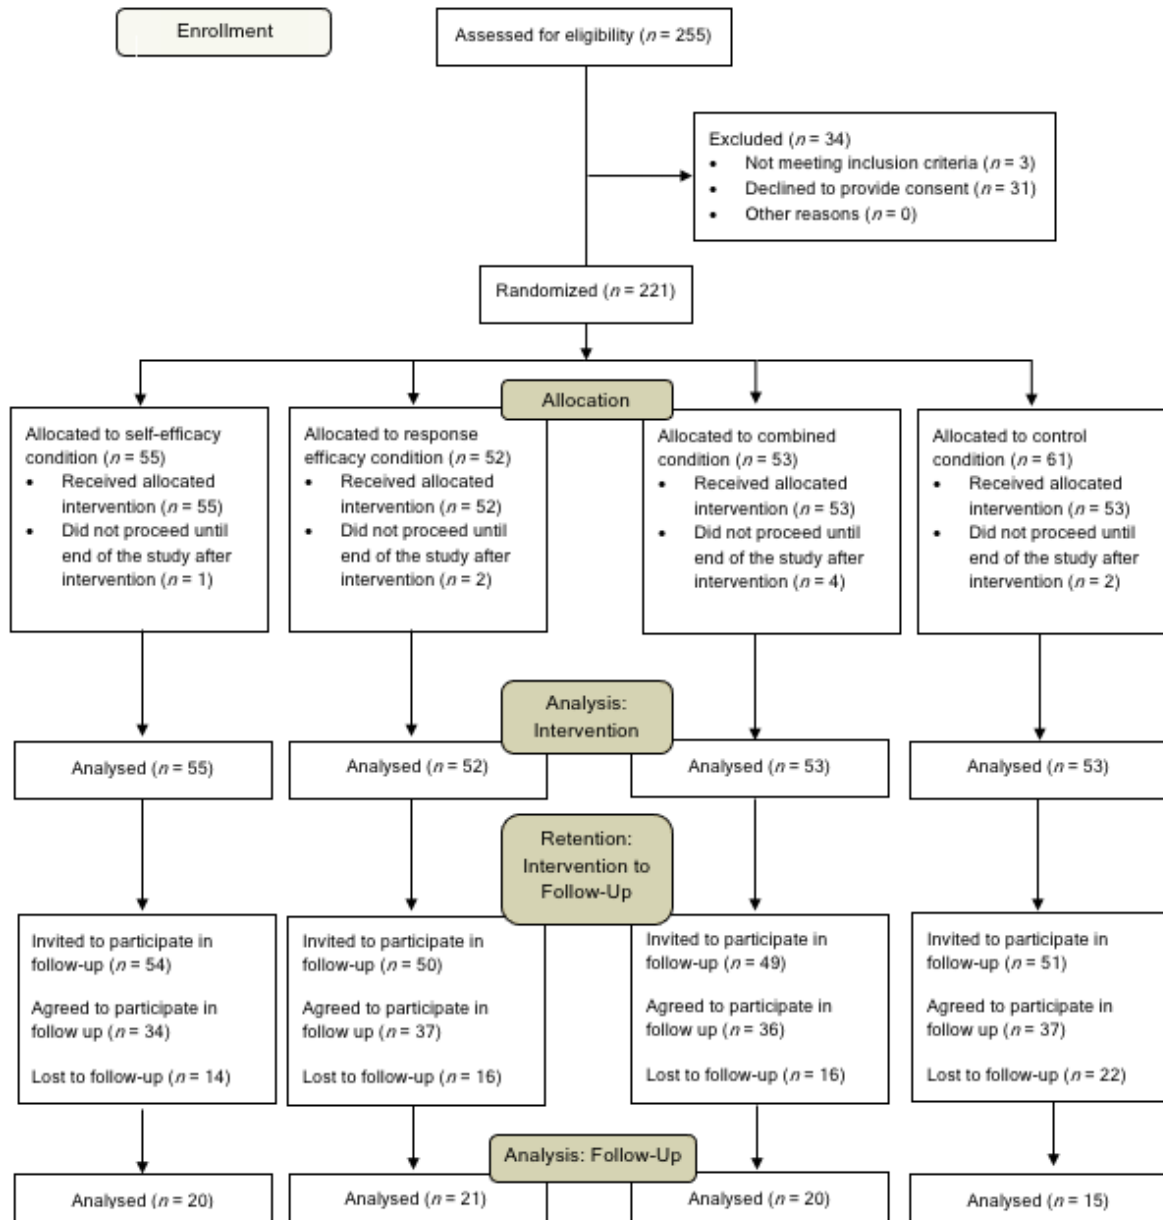 Enrollment
Assessed for eligibility (n = 255)
Excluded (n = 34)
• Not meeting inclusion criteria (n = 3)
• Declined to provide consent (n = 31)
• Other reasons (n = 0)
Randomized (n = 221)
Allocation
Allocated to self-efficacy
condition (n = 55)
• Received allocated
intervention (n = 55)
• Did not proceed until
end of the study after
intervention (n = 1)
Allocated to response
efficacy condition (n = 52)
• Received allocated
intervention (n = 52)
• Did not proceed until
end of the study after
intervention (n = 2)
Allocated to combined
condition (n = 53)
• Received allocated
intervention (n = 53)
• Did not proceed until
end of the study after
intervention (n = 4)
Allocated to control
condition (n = 61)
• Received allocated
intervention (n = 53)
• Did not proceed until
end of the study after
intervention (n = 2)
Analysis:
Intervention
Analysed (n = 55)
Analysed (n = 52)
Analysed (n = 53)
Analysed (n = 53)
Retention:
Intervention to
Follow-Up
Invited to participate in
follow-up (n = 54)
Agreed to participate in
follow up (n = 34)
Lost to follow-up (n = 14)
Invited to participate in
follow-up (n = 50)
Agreed to participate in
follow up (n = 37)
Lost to follow-up (n = 16)
Invited to participate in
follow-up (n = 49)
Agreed to participate in
follow up (n = 36)
Lost to follow-up (n = 16)
Invited to participate in
follow-up (n = 51)
Agreed to participate in
follow up (n = 37)
Lost to follow-up (n = 22)
Analysis: Follow-Up
Analysed (n = 20)
Analysed (n = 21)
Analysed (n = 20)
Analysed (n = 15)